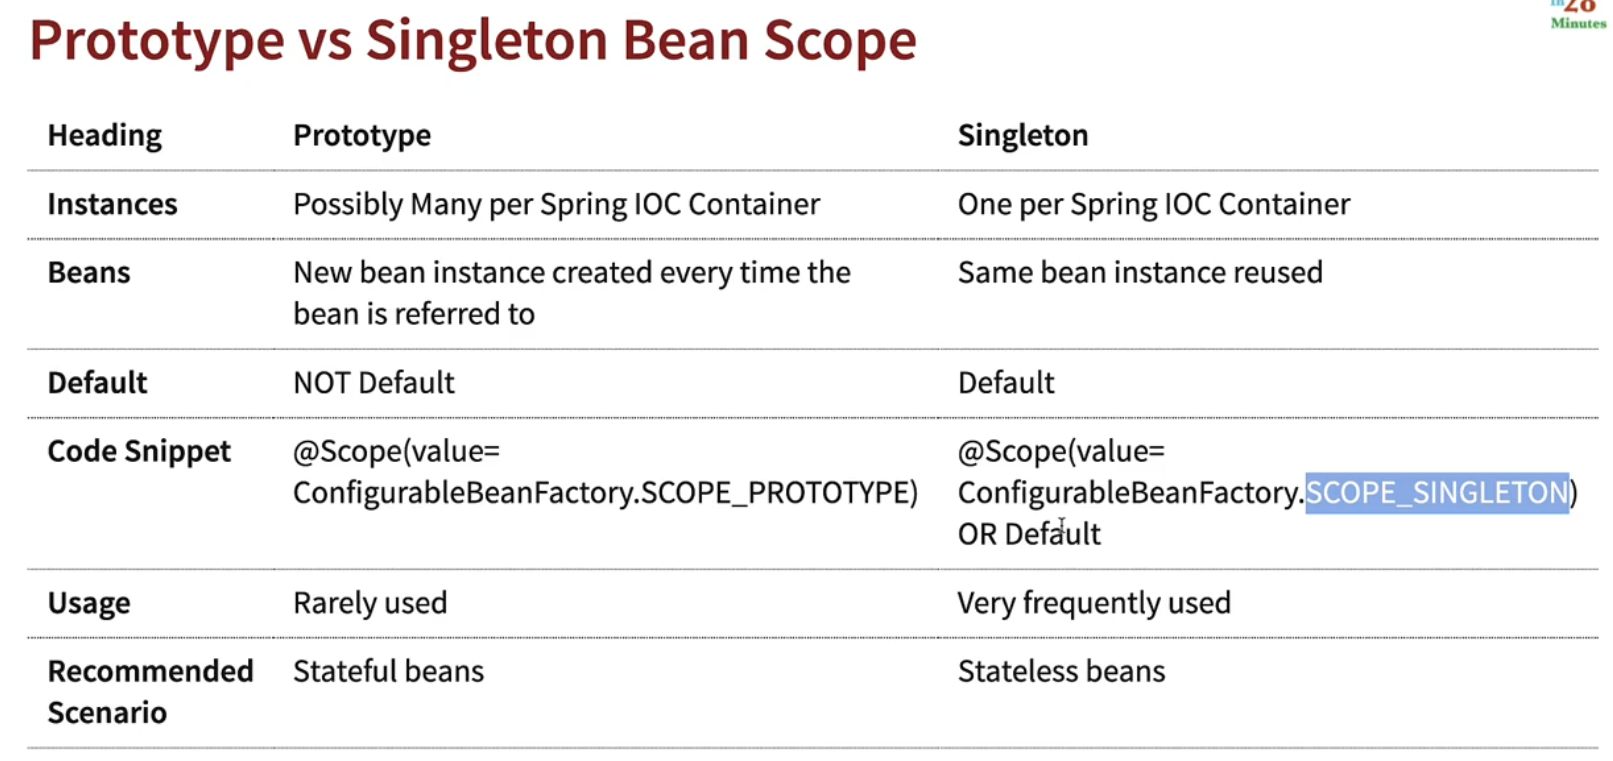 in28
Minutes
Prototype vs Singleton Bean Scope
Heading Prototype Singleton
Instances Possibly Many per Spring IOC Container One per Spring IOC Container
Beans New bean instance created every time the Same bean instance reused
bean is referred to
Default NOT Default Default
Code Snippet @Scope(value= @Scope(value=
ConfigurableBeanFactory.SCOPE_PROTOTYPE) ConfigurableBeanFactory.SCOPE_SINGLETON)
OR Default
Usage Rarely used Very frequently used
Recommended Stateful beans Stateless beans
Scenario